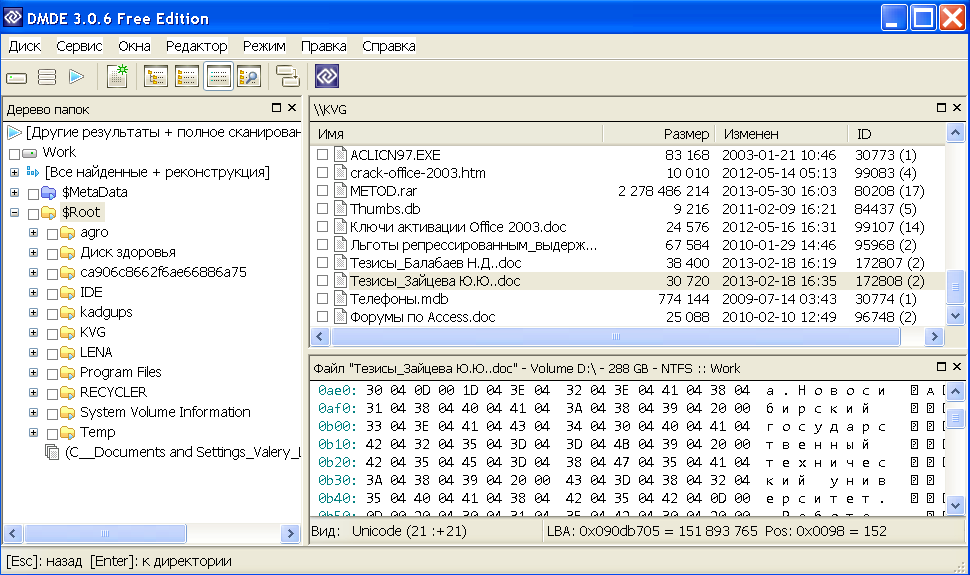 DMDE 3.0.6 Free Edition
Диск Сервис Окна Редактор Режим Правка Справка
Дерево папок
[Другие результаты + полное сканирован
Work
[Все найденные + реконструкция]
$MetaData
$Root
agro
Диск здоровья
ca906c8662f6ae66886a75
IDE
kadgups
KVG
LENA
Program Files
RECYCLER
System Volume Information
Temp
(C__Documents and Settings_Valery_
\\KVG
Имя Размер Изменен ID
ACLICN97.EXE 83 168 2003-01-21 10:46 30773 (1)
crack-office-2003.htm 10 010 2012-05-14 05:13 99083 (4)
METOD.rar 2 278 486 214 2013-05-30 16:03 80208 (17)
Thumbs.db 9 216 2011-02-09 16:21 84437 (5)
Ключи активации Office 2003.doc 24 576 2012-05-16 16:31 99107 (14)
Льготы репрессированным_выдерж... 67 584 2010-01-29 14:46 95968 (2)
Тезисы_Балабаев Н.Д..doc 38 400 2013-02-18 16:19 172807 (2)
Тезисы_Зайцева Ю.Ю..doc 30 720 2013-02-18 16:35 172808 (2)
Телефоны.mdb 774 144 2009-07-14 03:43 30774 (1)
Форумы по Access.doc 25 088 2010-02-10 12:49 96748 (2)
Файл "Тезисы_Зайцева Ю.Ю..doc" - Volume D:\ - 288 GB - NTFS :: Work
0ae0: 30 04 0D 00 1D 04 3E 04 32 04 3E 04 41 04 38 04 а.Новоси
0af0: 31 04 38 04 40 04 41 04 3A 04 38 04 39 04 20 00 бирский
0b00: 33 04 3E 04 41 04 43 04 34 04 30 04 40 04 41 04 государс
0b10: 42 04 32 04 35 04 3D 04 3D 04 4B 04 39 04 20 00 твенный
0b20: 42 04 35 04 45 04 3D 04 38 04 47 04 35 04 41 04 техничес
0b30: 3A 04 38 04 39 04 20 00 43 04 3D 04 38 04 32 04 кий унив
0b40: 35 04 40 04 41 04 38 04 42 04 35 04 42 04 0D 00 ерситет.
Вид: Unicode (21 :+21) LBA: 0x090db705 = 151 893 765 Pos: 0x0098 = 152
[Esc]: назад [Enter]: к директории